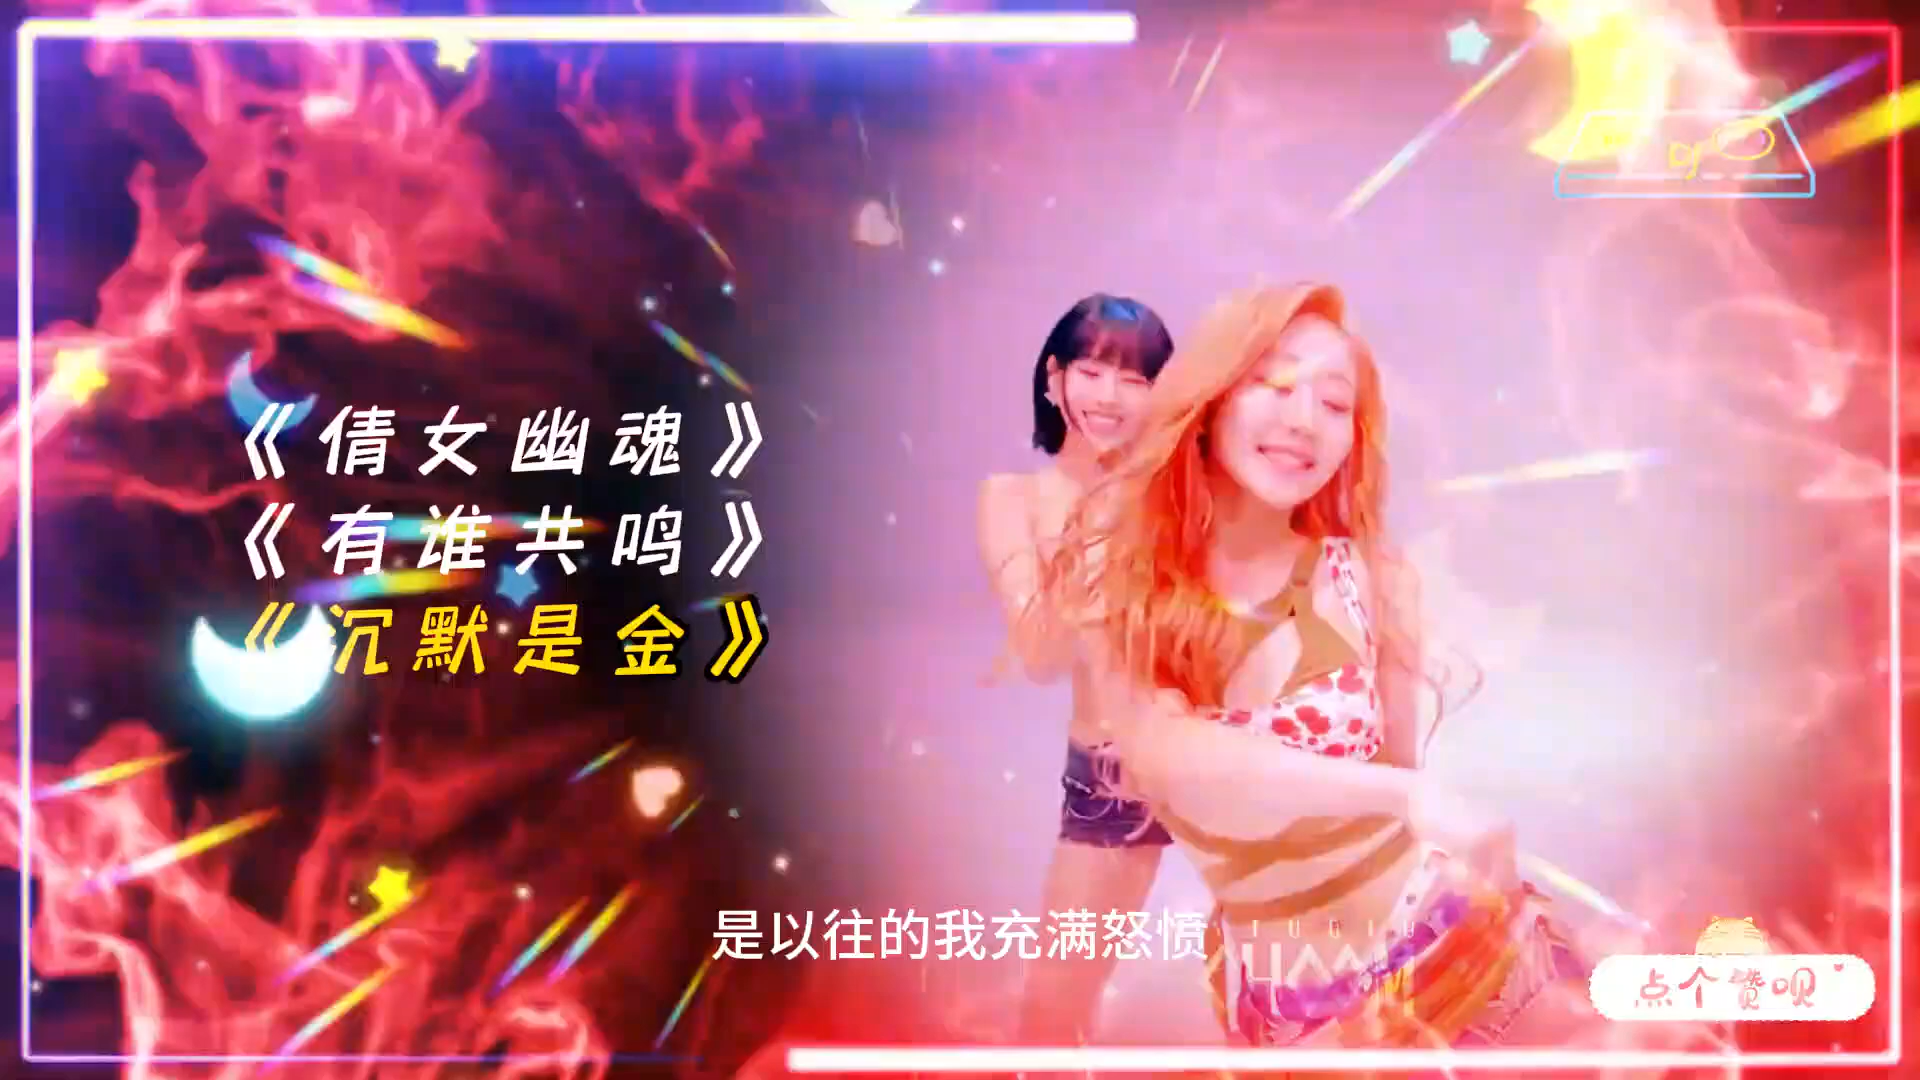 DJ
《倩女幽魂》
《有谁共鸣》
《沉默是金》
是以往的我充满怒愤
点个赞呗